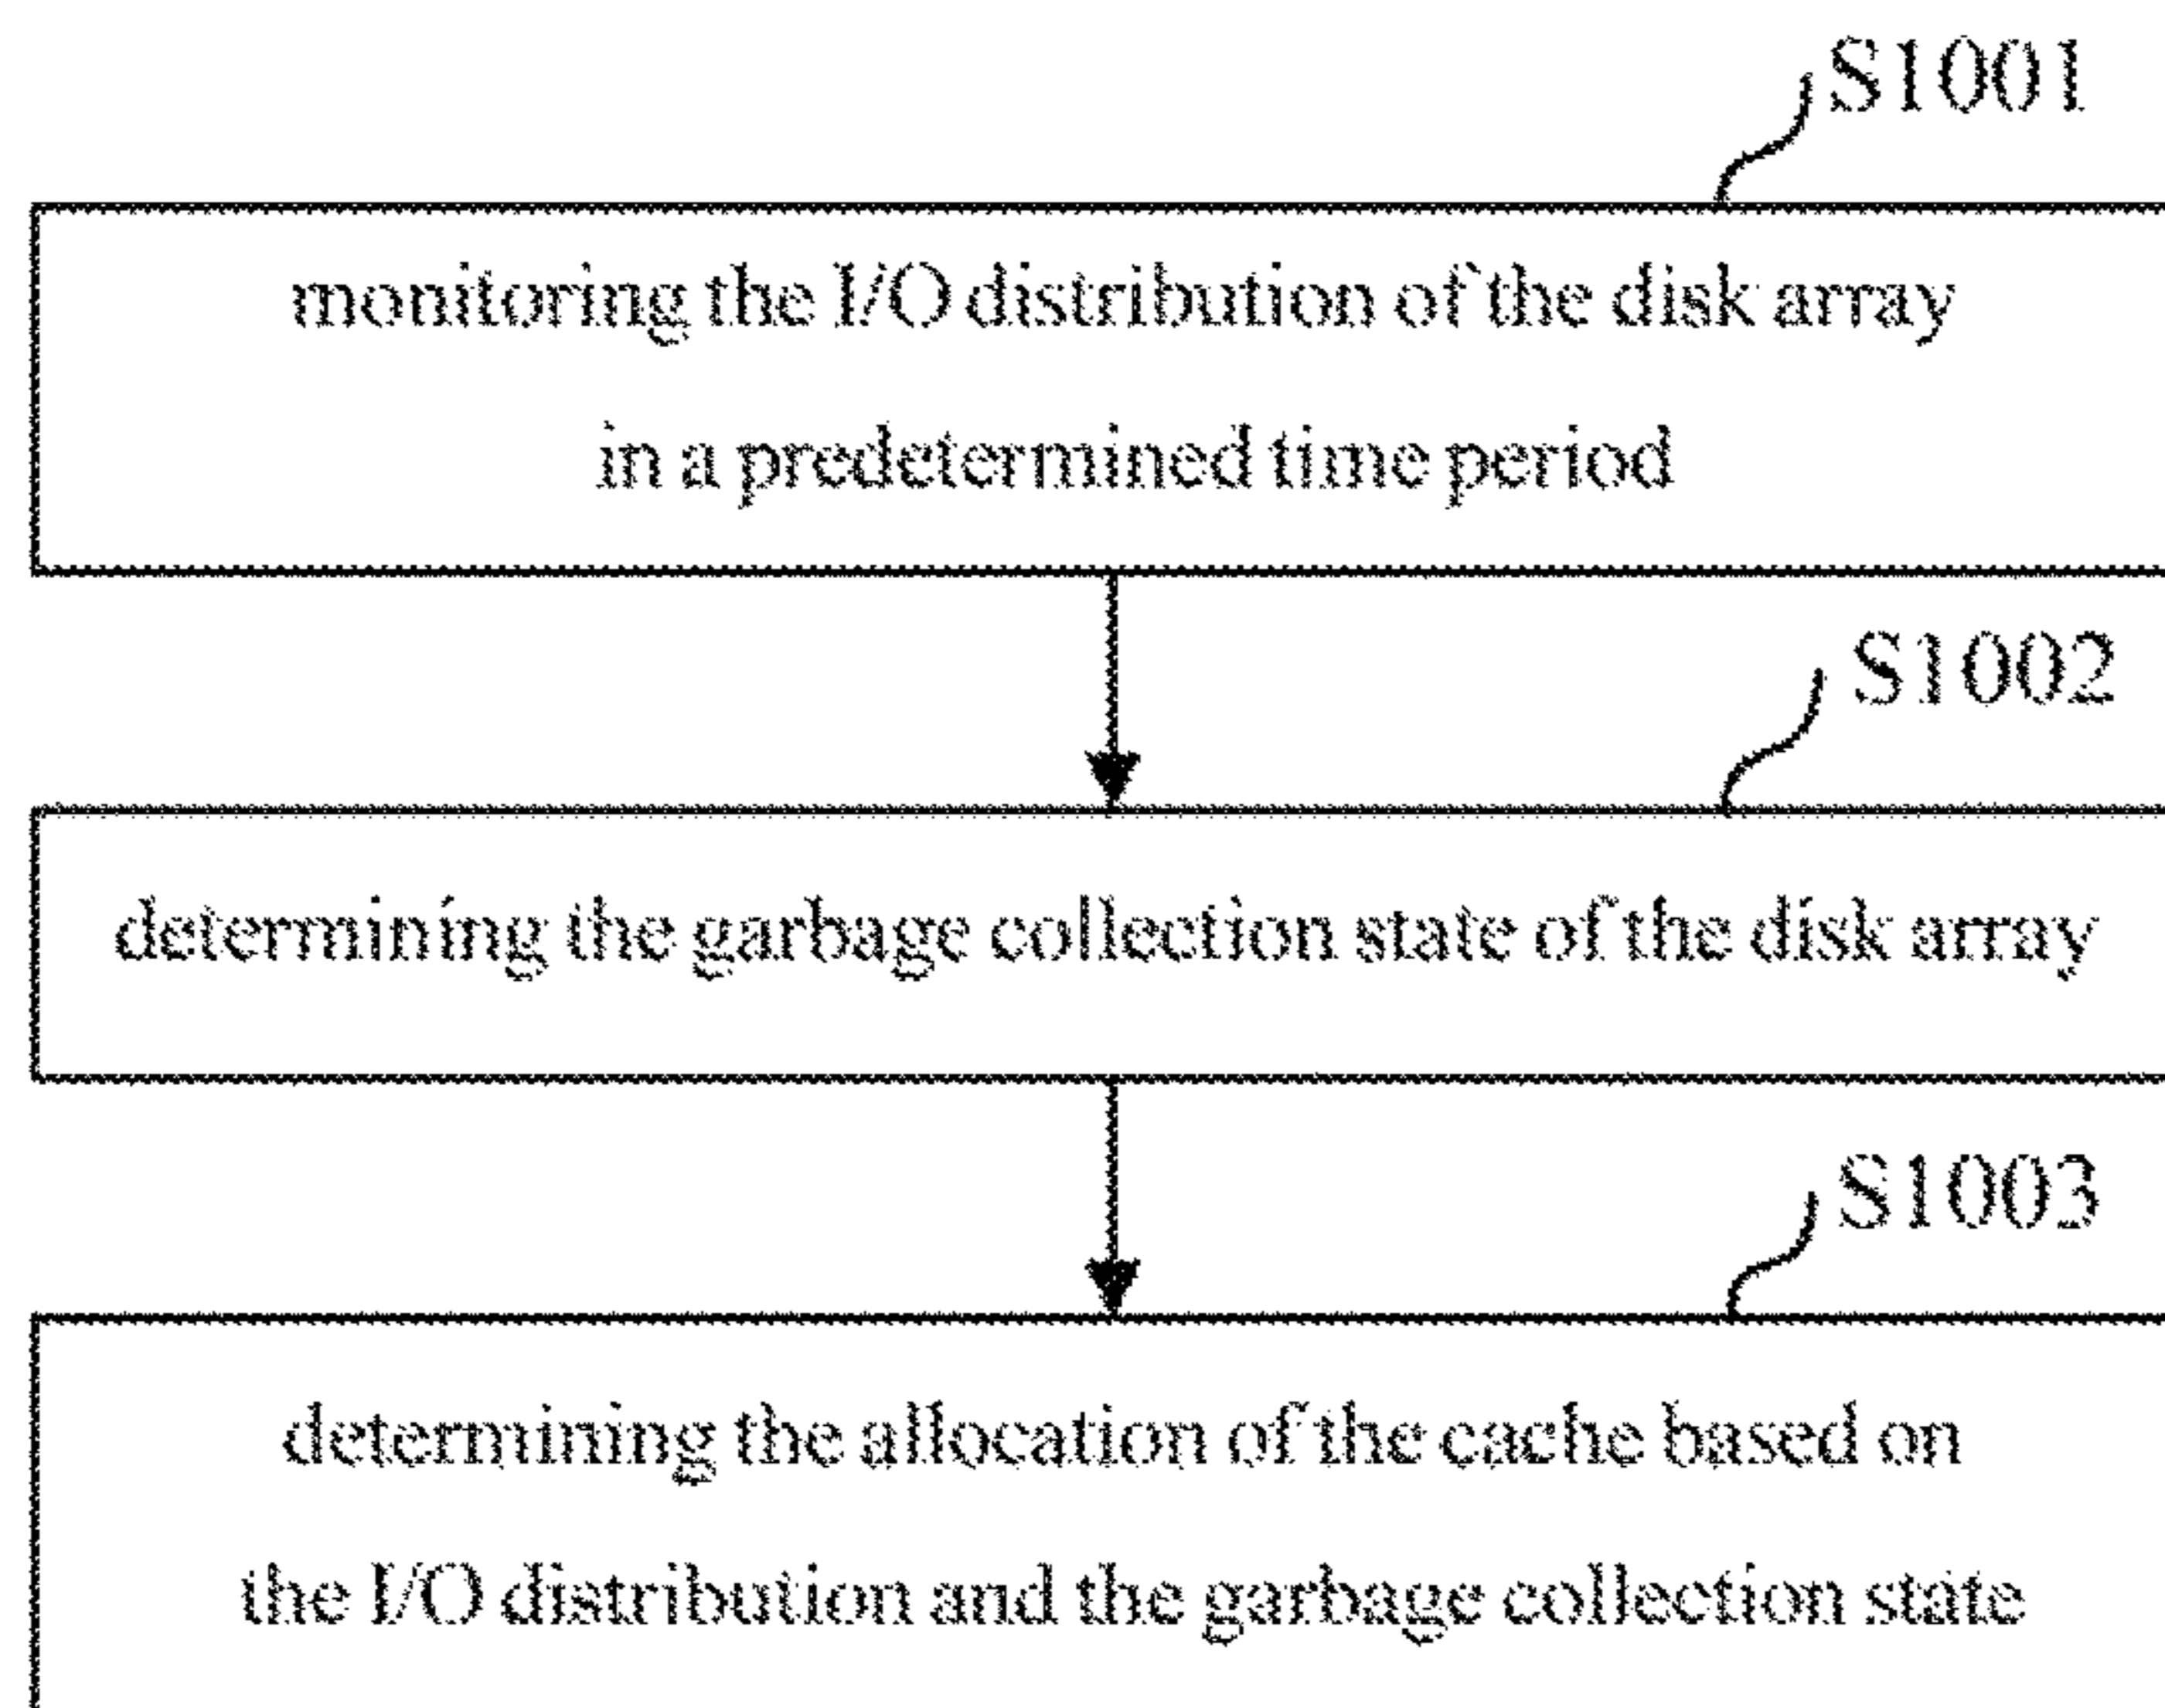 S1001
monitoring the I/O distribution of the disk array
in a predetermined time period
S1002
determining the garbage collection state of the disk array
S1003
determining the allocation of the cache based on
the I/O distribution and the garbage collection state